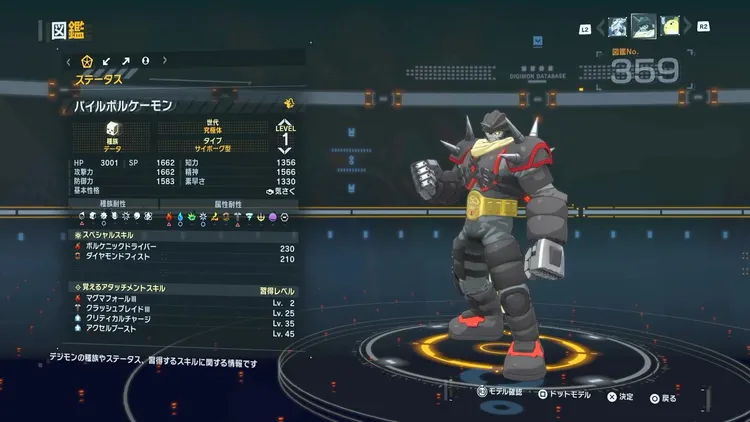 図鑑
L2
R2
ステータス
図鑑No.
359
DIGIMON DATABASE
パイルボルケーモン
種族
データ
世代
究極体
タイプ
サイボーグ型
LEVEL
1
HP 3001 SP 1662 知力 1356
攻撃力 1662 精神 1566
防御力 1583 素早さ 1330
基本性格 気さく
種族耐性 属性耐性
スペシャルスキル
ボルケニックドライバー 230
ダイヤモンドフィスト 210
覚えるアタッチメントスキル 習得レベル
マグマフォールⅢ Lv. 2
クラッシュブレイドⅢ Lv. 25
クリティカルチャージ Lv. 35
アクセルブースト Lv. 45
デジモンの種族やステータス、習得するスキルに関する情報です
R3 モデル確認 ドットモデル 決定 戻る